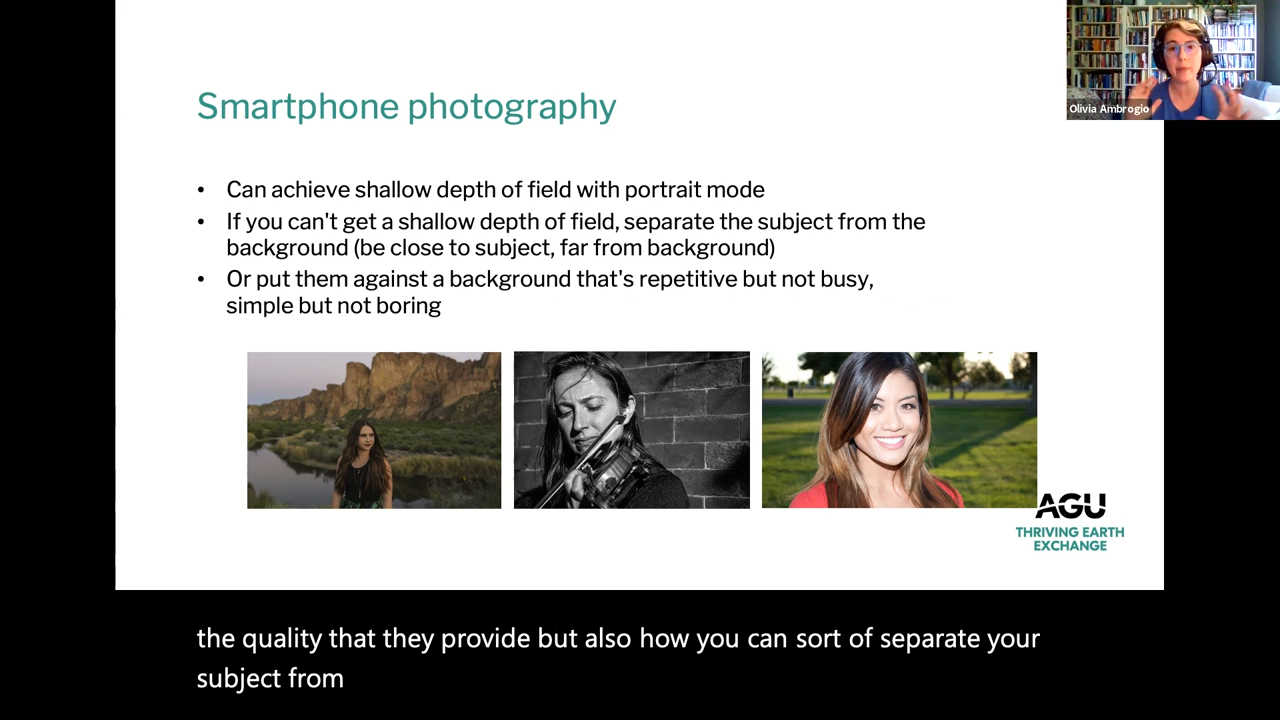 Olivia Ambrogio
Smartphone photography
• Can achieve shallow depth of field with portrait mode
• If you can't get a shallow depth of field, separate the subject from the
background (be close to subject, far from background)
• Or put them against a background that's repetitive but not busy,
simple but not boring
AGU
THRIVING EARTH
EXCHANGE
the quality that they provide but also how you can sort of separate your
subject from